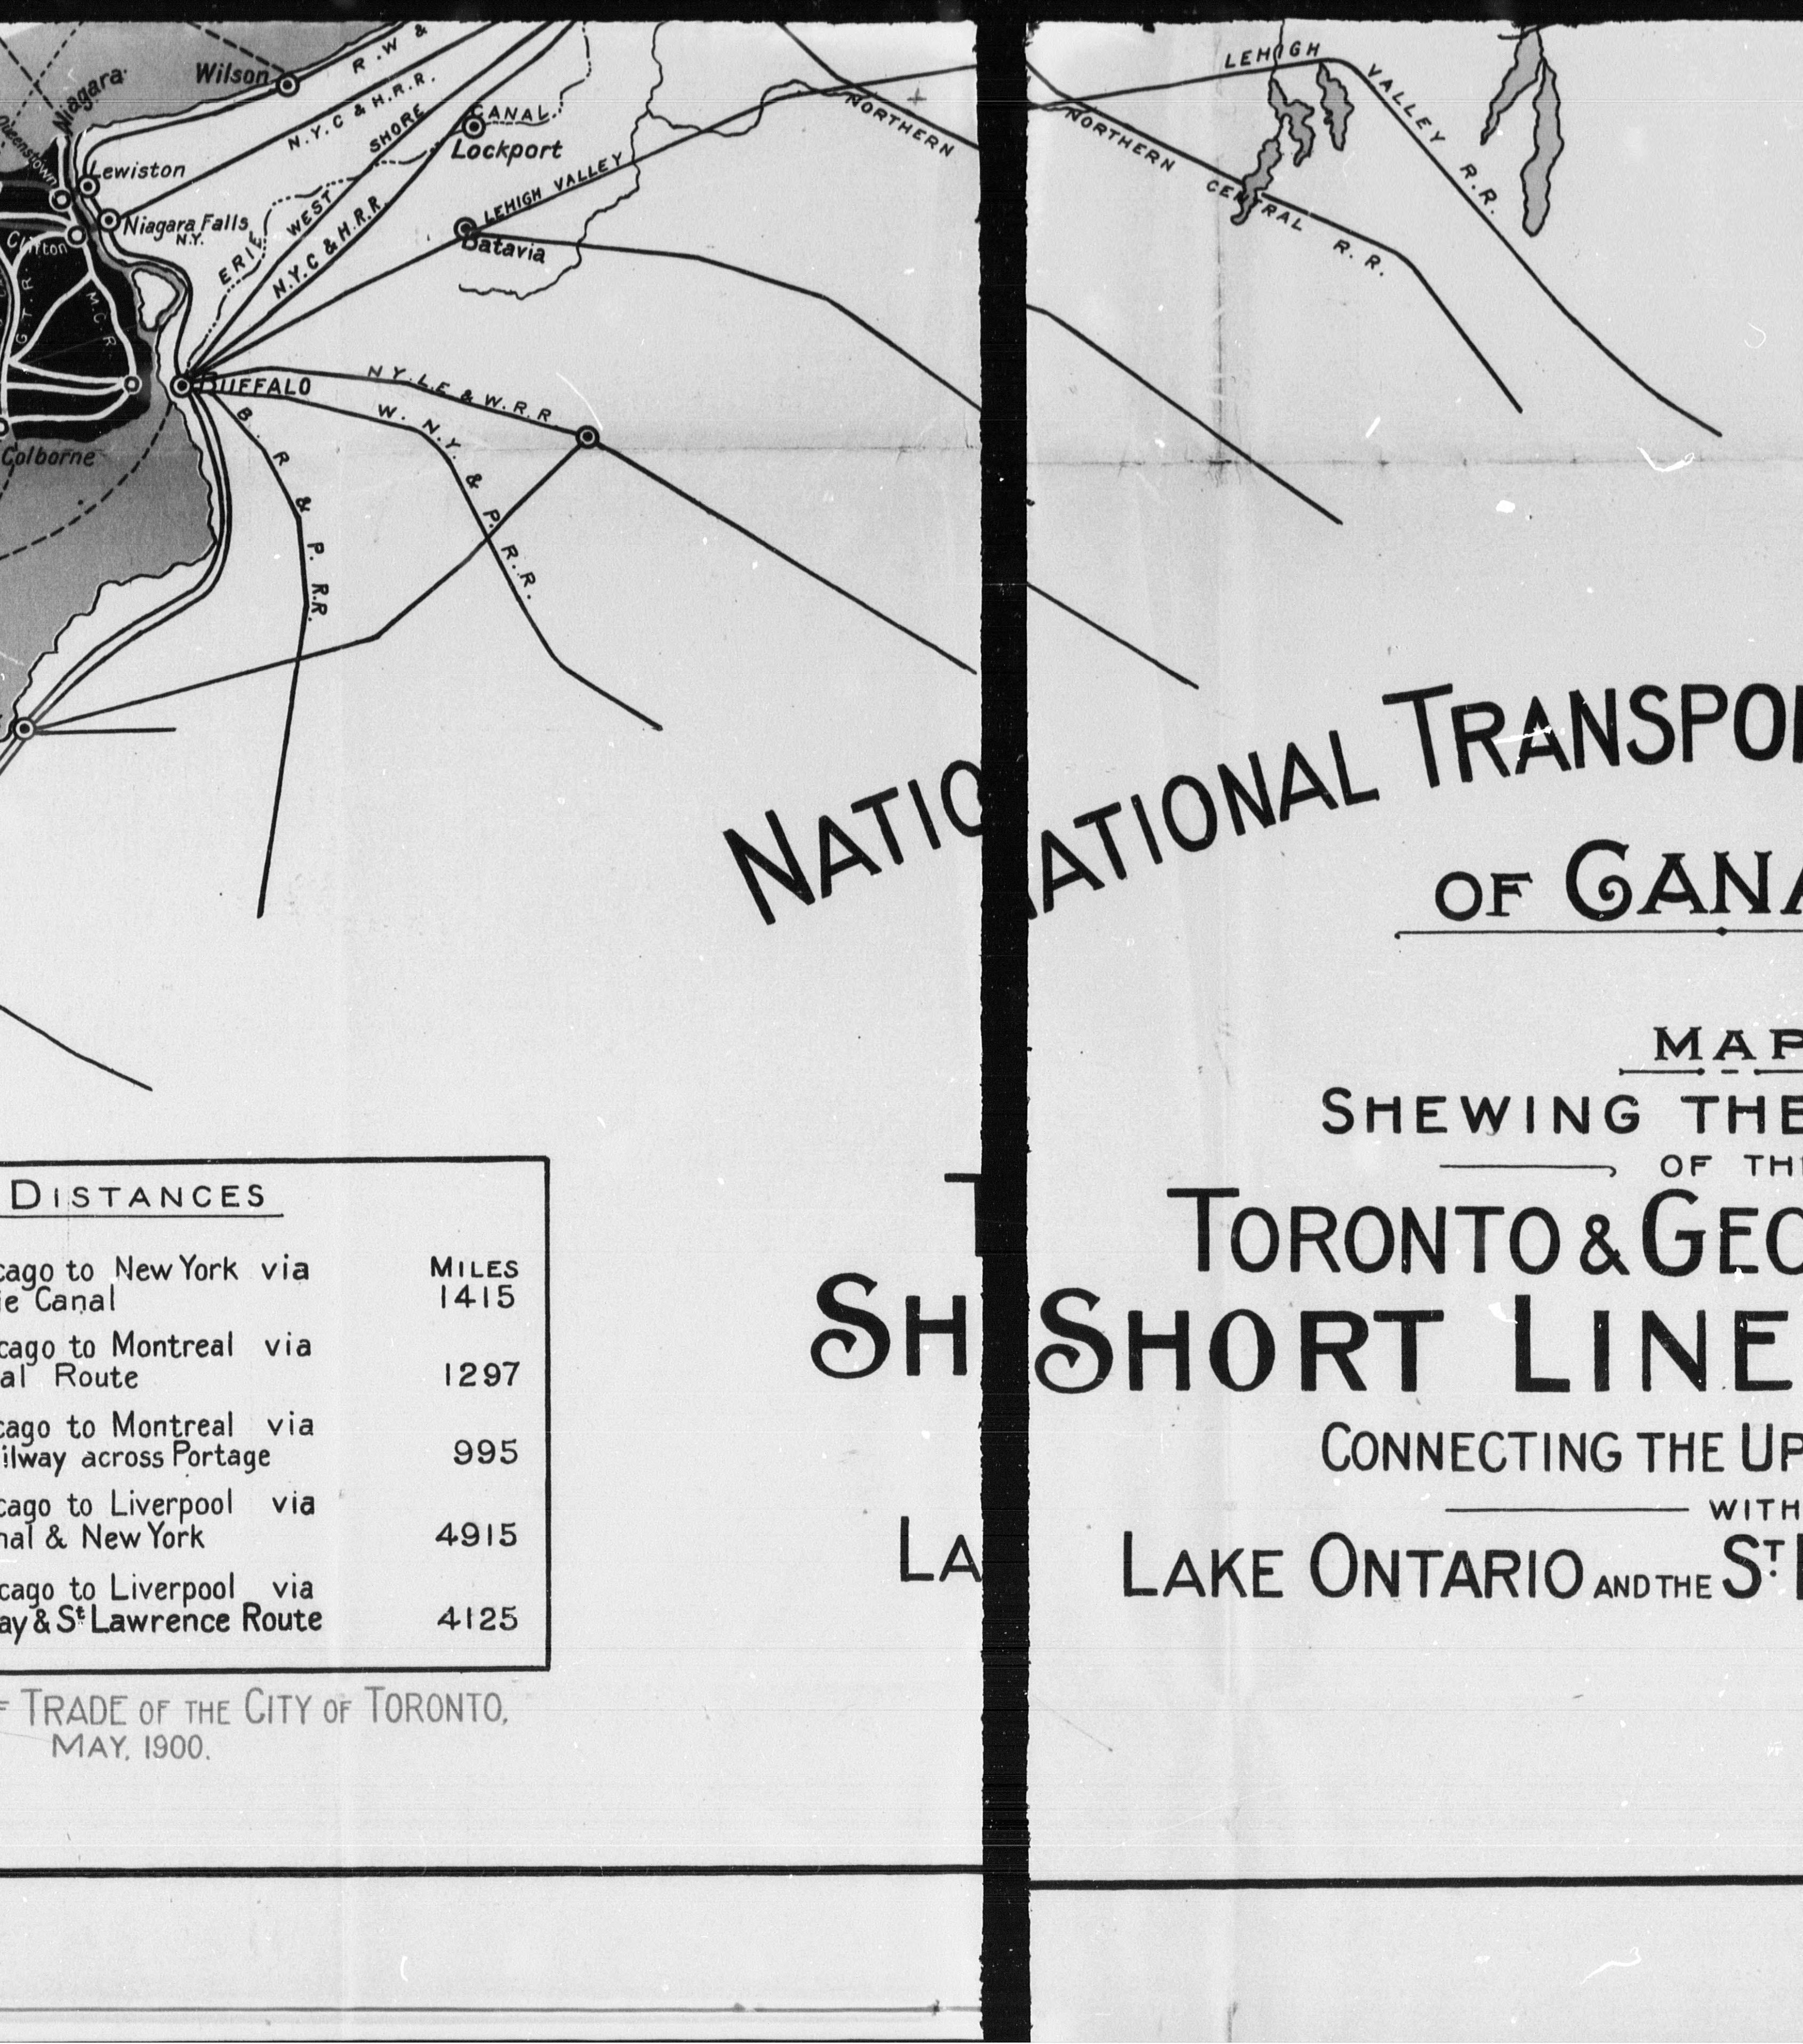 Wilson
R. W &
Niagara
N.Y.C & H.R.R.
SHORE
CANAL
Lockport
NORTHERN
Queenstown
Lewiston
LEHIGH VALLEY
Niagara Falls
N.Y.
WEST
Clifton
ERIE
N.Y.C & H.R.R.
Batavia
G.T.R
M.C.R
BUFFALO
N.Y.L.E & W.R.R.
W. N.Y. & P. R.R.
B. R & P. R.R.
Colborne
NATIO
DISTANCES
cago to New York via MILES
ie Canal 1415
cago to Montreal via
al Route 1297
cago to Montreal via
ilway across Portage 995
cago to Liverpool via
nal & New York 4915
cago to Liverpool via
ay & St Lawrence Route 4125
F TRADE OF THE CITY OF TORONTO,
MAY, 1900.
T
SH
LA
LEHIGH VALLEY R.R.
NORTHERN CENTRAL R.R.
ATIONAL TRANSPO
OF CANA
MAP
SHEWING THE
OF TH
TORONTO & GEO
SHORT LINE
CONNECTING THE UP
WITH
LAKE ONTARIO AND THE ST.